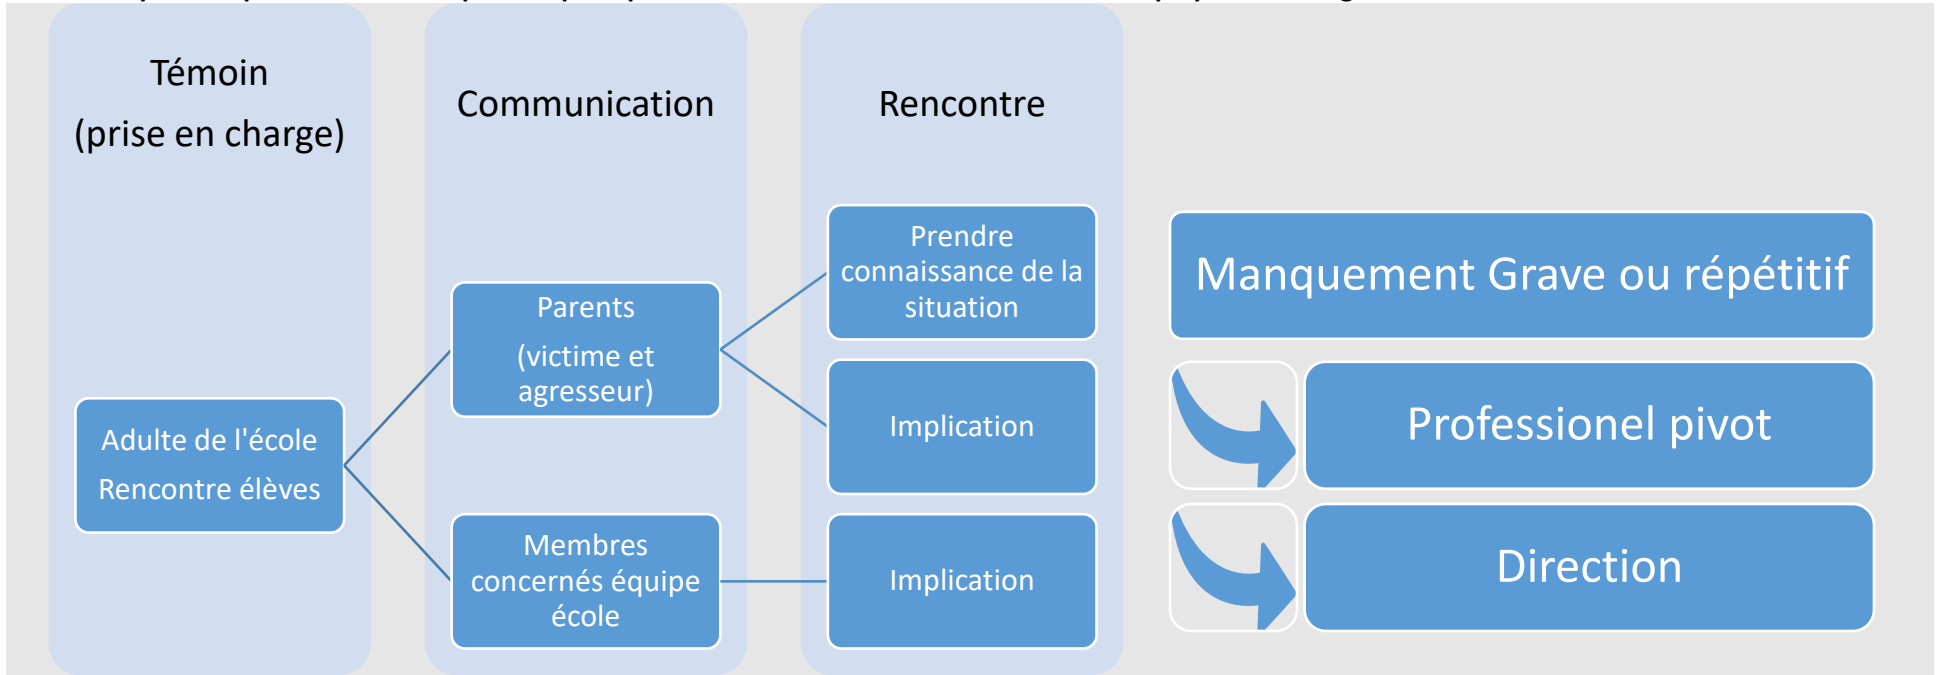 Témoin
(prise en charge)
Communication
Rencontre
Adulte de l'école
Rencontre élèves
Parents
(victime et
agresseur)
Membres
concernés équipe
école
Prendre
connaissance de la
situation
Implication
Implication
Manquement Grave ou répétitif
Professionel pivot
Direction